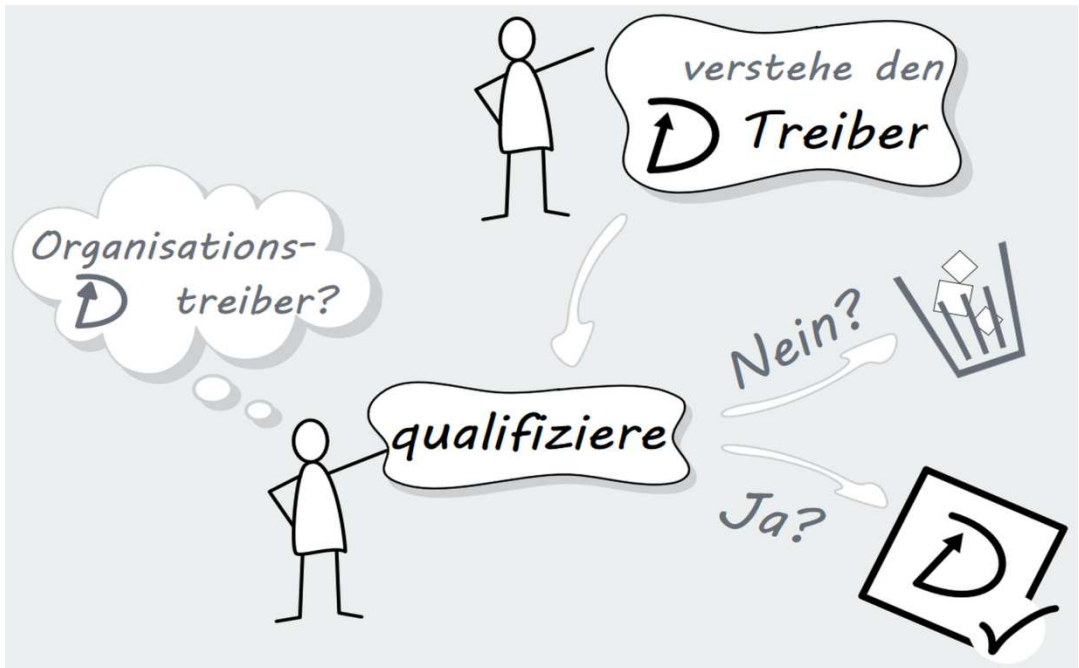 verstehe den
Treiber
Organisations-
treiber?
Nein?
qualifiziere
Ja?